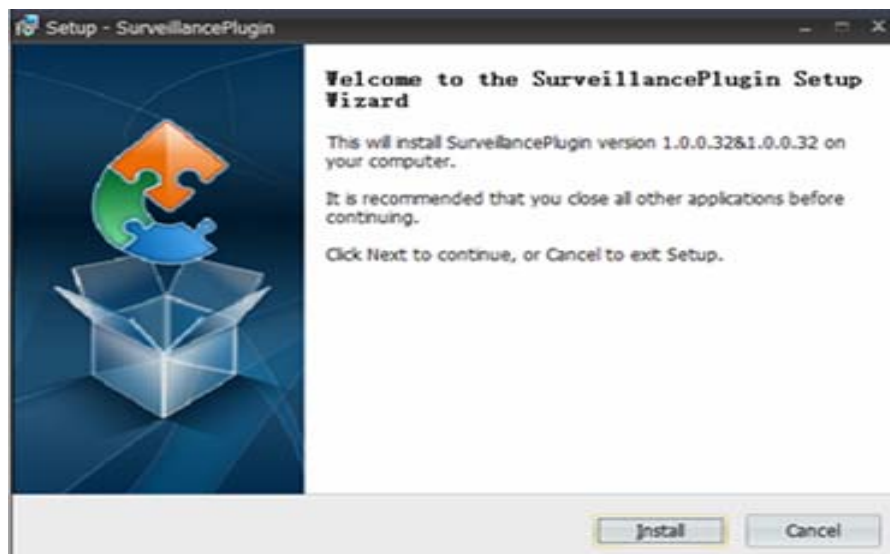 Setup - SurveillancePlugin
Welcome to the SurveillancePlugin Setup
Wizard
This will install SurveillancePlugin version 1.0.0.32&1.0.0.32 on
your computer.
It is recommended that you close all other applications before
continuing.
Click Next to continue, or Cancel to exit Setup.
Install
Cancel